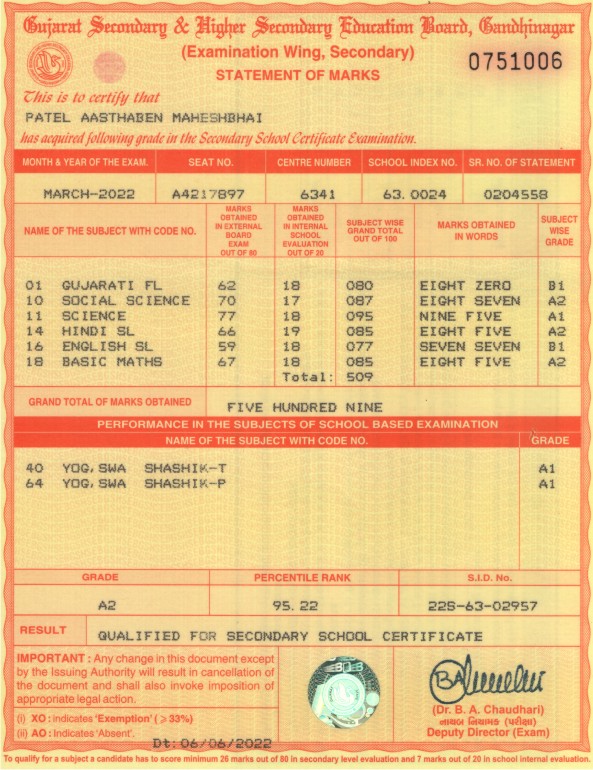 Gujarat Secondary & Higher Secondary Education Board, Gandhinagar
(Examination Wing, Secondary)
0751006
STATEMENT OF MARKS
This is to certify that
PATEL AASTHABEN MAHESHBHAI
has acquired following grade in the Secondary School Certificate Examination.
MONTH & YEAR OF THE EXAM. SEAT NO. CENTRE NUMBER SCHOOL INDEX NO. SR. NO. OF STATEMENT
MARCH-2022 A4217897 6341 63.0024 0204558
NAME OF THE SUBJECT WITH CODE NO. MARKS OBTAINED IN EXTERNAL BOARD EXAM OUT OF 80 MARKS OBTAINED IN INTERNAL SCHOOL EVALUATION OUT OF 20 SUBJECT WISE GRAND TOTAL OUT OF 100 MARKS OBTAINED IN WORDS SUBJECT WISE GRADE
01 GUJARATI FL 62 18 080 EIGHT ZERO B1
10 SOCIAL SCIENCE 70 17 087 EIGHT SEVEN A2
11 SCIENCE 77 18 095 NINE FIVE A1
14 HINDI SL 66 19 085 EIGHT FIVE A2
16 ENGLISH SL 59 18 077 SEVEN SEVEN B1
18 BASIC MATHS 67 18 085 EIGHT FIVE A2
Total: 509
GRAND TOTAL OF MARKS OBTAINED FIVE HUNDRED NINE
PERFORMANCE IN THE SUBJECTS OF SCHOOL BASED EXAMINATION
NAME OF THE SUBJECT WITH CODE NO. GRADE
40 YOG,SWA SHASHIK-T A1
64 YOG,SWA SHASHIK-P A1
GRADE PERCENTILE RANK S.I.D. No.
A2 95.22 22S-63-02957
RESULT QUALIFIED FOR SECONDARY SCHOOL CERTIFICATE
IMPORTANT : Any change in this document except
by the Issuing Authority will result in cancellation of
the document and shall also invoke imposition of
appropriate legal action.
(i) XO : indicates 'Exemption' (⩾33%)
(ii) AO : Indicates 'Absent'.
Dt:06/06/2022
(Dr. B. A. Chaudhari)
નાયબ નિયામક (પરીક્ષા)
Deputy Director (Exam)
To qualify for a subject a candidate has to score minimum 26 marks out of 80 in secondary level evaluation and 7 marks out of 20 in school internal evaluation.